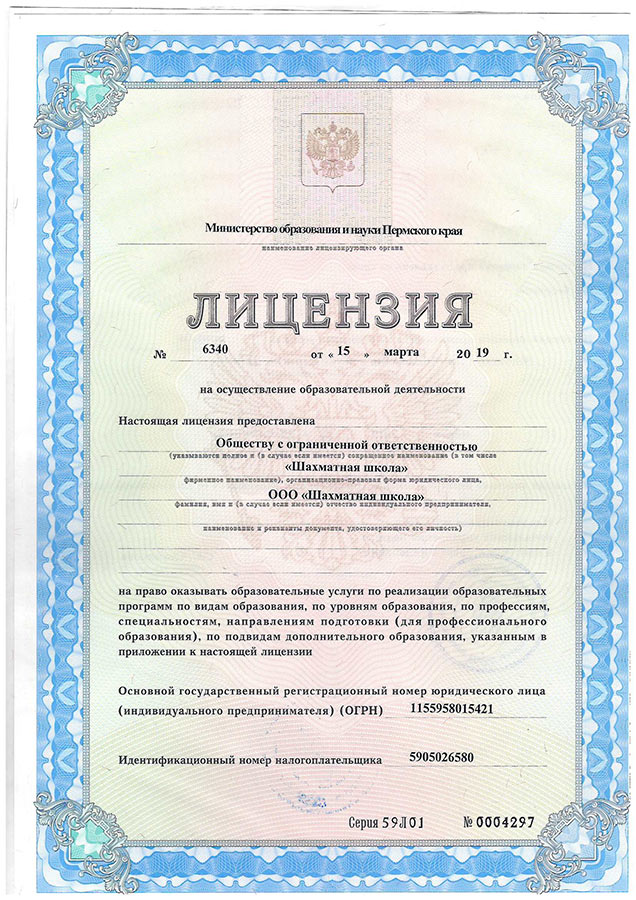 Министерство образования и науки Пермского края
наименование лицензирующего органа
ЛИЦЕНЗИЯ
№ 6340 от « 15 » марта 20 19 г.
на осуществление образовательной деятельности
Настоящая лицензия предоставлена
Обществу с ограниченной ответственностью
(указываются полное и (в случае если имеется) сокращенное наименование (в том числе
«Шахматная школа»
фирменное наименование), организационно-правовая форма юридического лица,
ООО «Шахматная школа»
фамилия, имя и (в случае если имеется) отчество индивидуального предпринимателя,
наименование и реквизиты документа, удостоверяющего его личность)
на право оказывать образовательные услуги по реализации образовательных
программ по видам образования, по уровням образования, по профессиям,
специальностям, направлениям подготовки (для профессионального
образования), по подвидам дополнительного образования, указанным в
приложении к настоящей лицензии
Основной государственный регистрационный номер юридического лица
(индивидуального предпринимателя) (ОГРН) 1155958015421
Идентификационный номер налогоплательщика 5905026580
Серия 59Л01 № 0004297